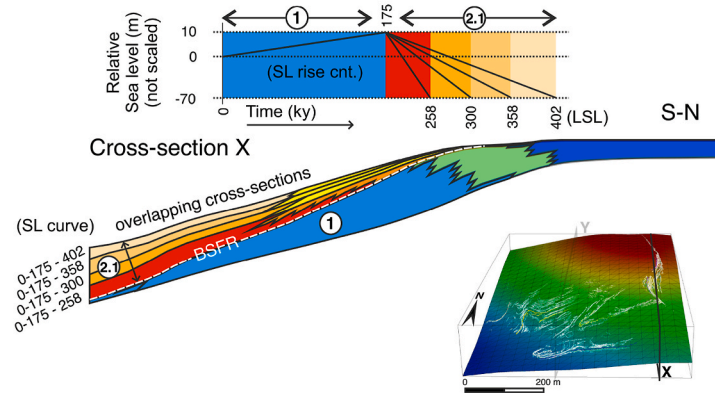 1
175
2.1
Relative
Sea level (m)
(not scaled)
10
0
-70
(SL rise cnt.)
0
Time (ky)
258
300
358
402
(LSL)
S-N
Cross-section X
overlapping cross-sections
(SL curve)
0-175 - 402
0-175 - 358
0-175 - 300
0-175 - 258
2.1
BSFR
1
Y
N
X
0
200 m